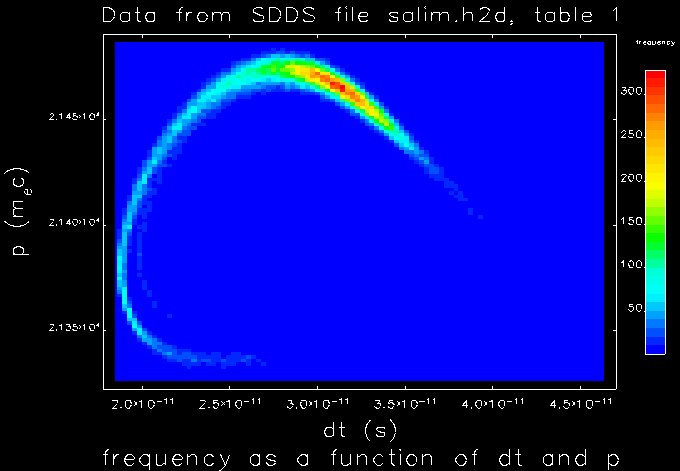 Data from SDDS file salim.h2d, table 1
frequency
300.
250.
200.
150.
100.
50.
p (mₑc)
2.145×10⁴
2.140×10⁴
2.135×10⁴
2.0×10⁻¹¹ 2.5×10⁻¹¹ 3.0×10⁻¹¹ 3.5×10⁻¹¹ 4.0×10⁻¹¹ 4.5×10⁻¹¹
dt (s)
frequency as a function of dt and p